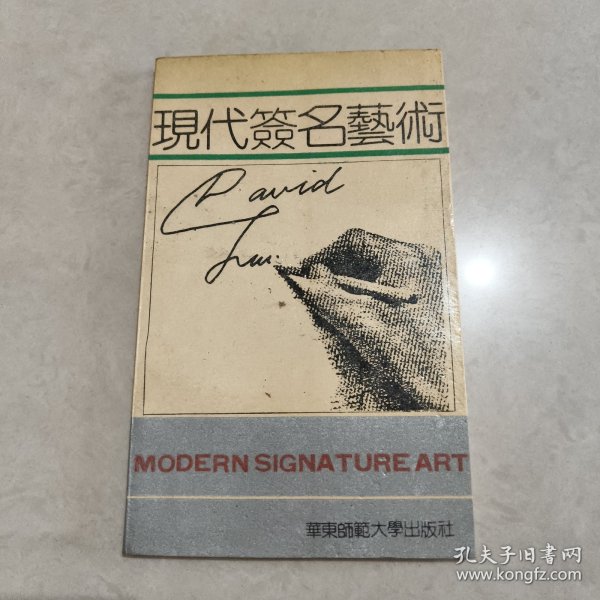 現代簽名藝術
David
MODERN SIGNATURE ART
華東師範大學出版社
孔夫子旧书网
www.kongfz.com